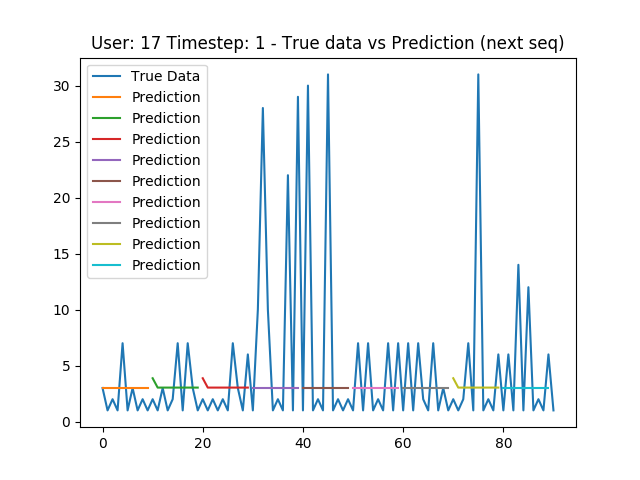 User: 17 Timestep: 1 - True data vs Prediction (next seq)
True Data
Prediction
Prediction
Prediction
Prediction
Prediction
Prediction
Prediction
Prediction
Prediction
30
25
20
15
10
5
0
0 20 40 60 80